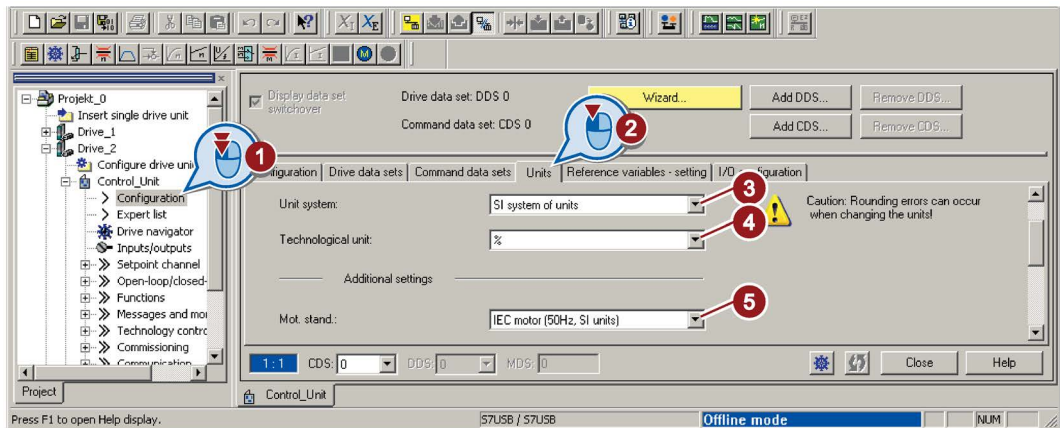 Projekt_0
Insert single drive unit
Drive_1
Drive_2
Configure drive uni
Control_Unit
Configuration
Expert list
Drive navigator
Inputs/outputs
Setpoint channel
Open-loop/closed-
Functions
Messages and mor
Technology contro
Commissioning
Communication
Project
1
Display data set
switchover
Drive data set: DDS 0
Command data set: CDS 0
Wizard...
Add DDS...
Remove DDS...
Add CDS...
Remove CDS...
2
Drive data sets
Command data sets
Units
Reference variables - setting
Unit system:
SI system of units
3
Caution: Rounding errors can occur
when changing the units!
Technological unit:
%
4
Additional settings
Mot. stand.:
IEC motor (50Hz, SI units)
5
1:1
CDS: 0
DDS: 0
MDS: 0
Close
Help
Control_Unit
Press F1 to open Help display.
S7USB / S7USB
Offline mode
NUM